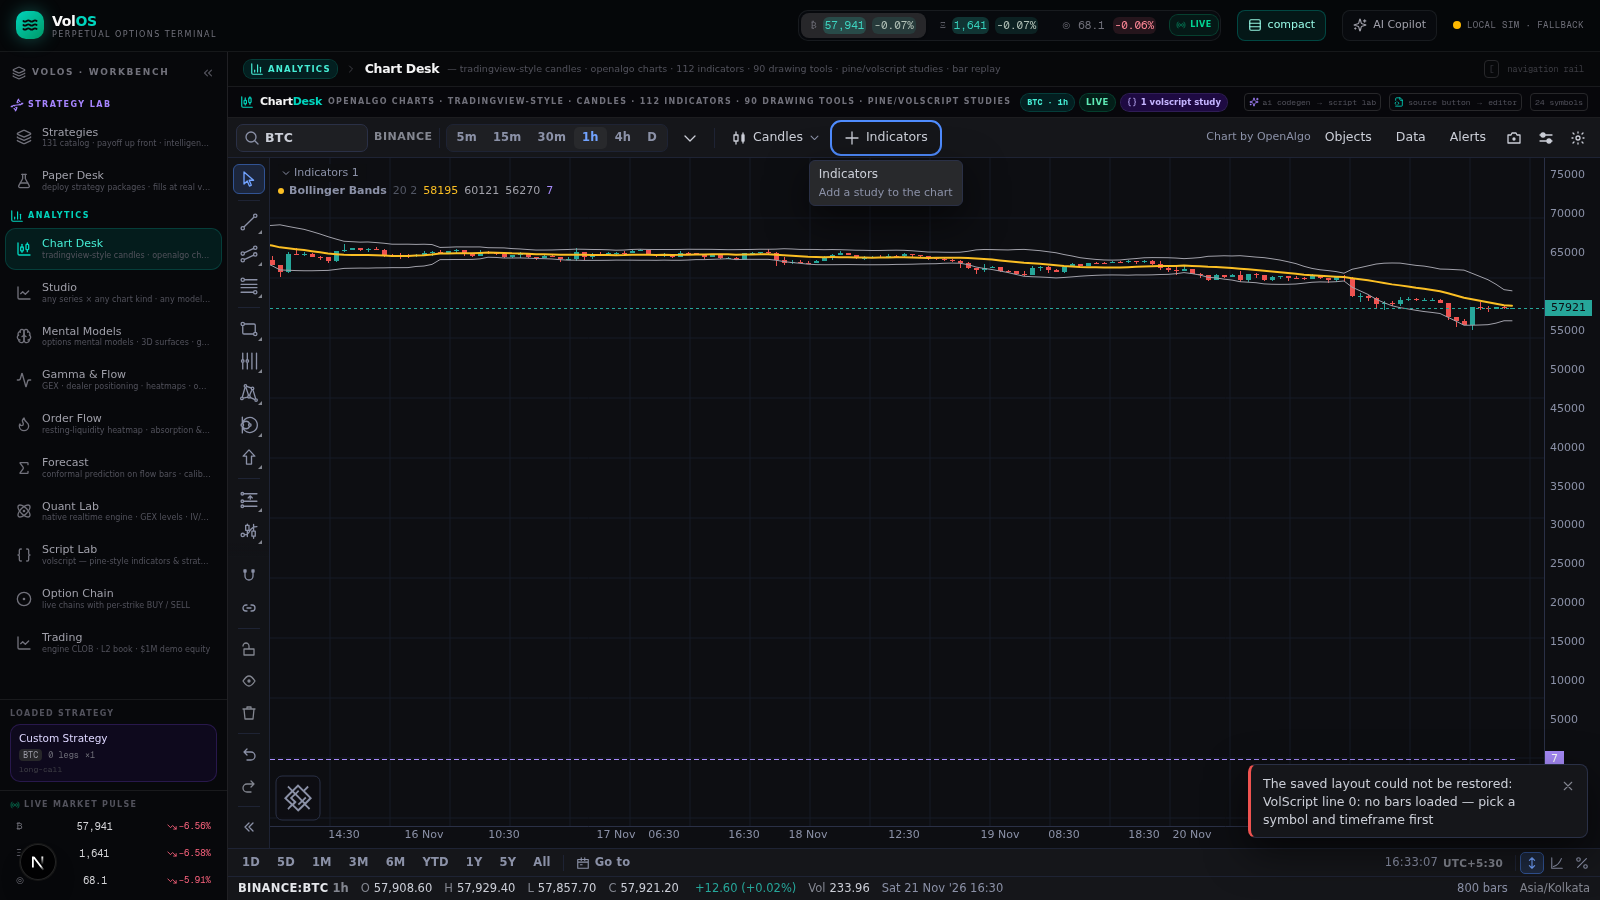 VolOS
PERPETUAL OPTIONS TERMINAL
57,941 -0.07% 1,641 -0.07% 68.1 -0.06% LIVE
compact
AI Copilot
LOCAL SIM · FALLBACK
VOLOS · WORKBENCH
ANALYTICS › Chart Desk — tradingview-style candles · openalgo charts · 112 indicators · 90 drawing tools · pine/volscript studies · bar replay
[ navigation rail
ChartDesk OPENALGO CHARTS · TRADINGVIEW-STYLE · CANDLES · 112 INDICATORS · 90 DRAWING TOOLS · PINE/VOLSCRIPT STUDIES BTC · 1h LIVE 1 volscript study
ai codegen → script lab
source button → editor
24 symbols
BTC BINANCE 5m 15m 30m 1h 4h D Candles Indicators
Chart by OpenAlgo Objects Data Alerts
Indicators
Add a study to the chart
Indicators 1
Bollinger Bands 20 2 58195 60121 56270 7
STRATEGY LAB
Strategies
131 catalog · payoff up front · intelligen...
Paper Desk
deploy strategy packages · fills at real v...
ANALYTICS
Chart Desk
tradingview-style candles · openalgo ch...
Studio
any series × any chart kind · any model...
Mental Models
options mental models · 3D surfaces · g...
Gamma & Flow
GEX · dealer positioning · heatmaps · o...
Order Flow
resting-liquidity heatmap · absorption &...
Forecast
conformal prediction on flow bars · calib...
Quant Lab
native realtime engine · GEX levels · IV/...
Script Lab
volscript — pine-style indicators & strat...
Option Chain
live chains with per-strike BUY / SELL
Trading
engine CLOB · L2 book · $1M demo equity
LOADED STRATEGY
Custom Strategy
BTC 0 legs ×1
long-call
LIVE MARKET PULSE
57,941 -6.56%
1,641 -6.58%
68.1 -5.91%
N
75000
70000
65000
57921
55000
50000
45000
40000
35000
30000
25000
20000
15000
10000
5000
7
The saved layout could not be restored:
VolScript line 0: no bars loaded — pick a
symbol and timeframe first
14:30 16 Nov 10:30 17 Nov 06:30 16:30 18 Nov 12:30 19 Nov 08:30 18:30 20 Nov
1D 5D 1M 3M 6M YTD 1Y 5Y All Go to
16:33:07 UTC+5:30
BINANCE:BTC 1h O 57,908.60 H 57,929.40 L 57,857.70 C 57,921.20 +12.60 (+0.02%) Vol 233.96 Sat 21 Nov '26 16:30
800 bars Asia/Kolkata